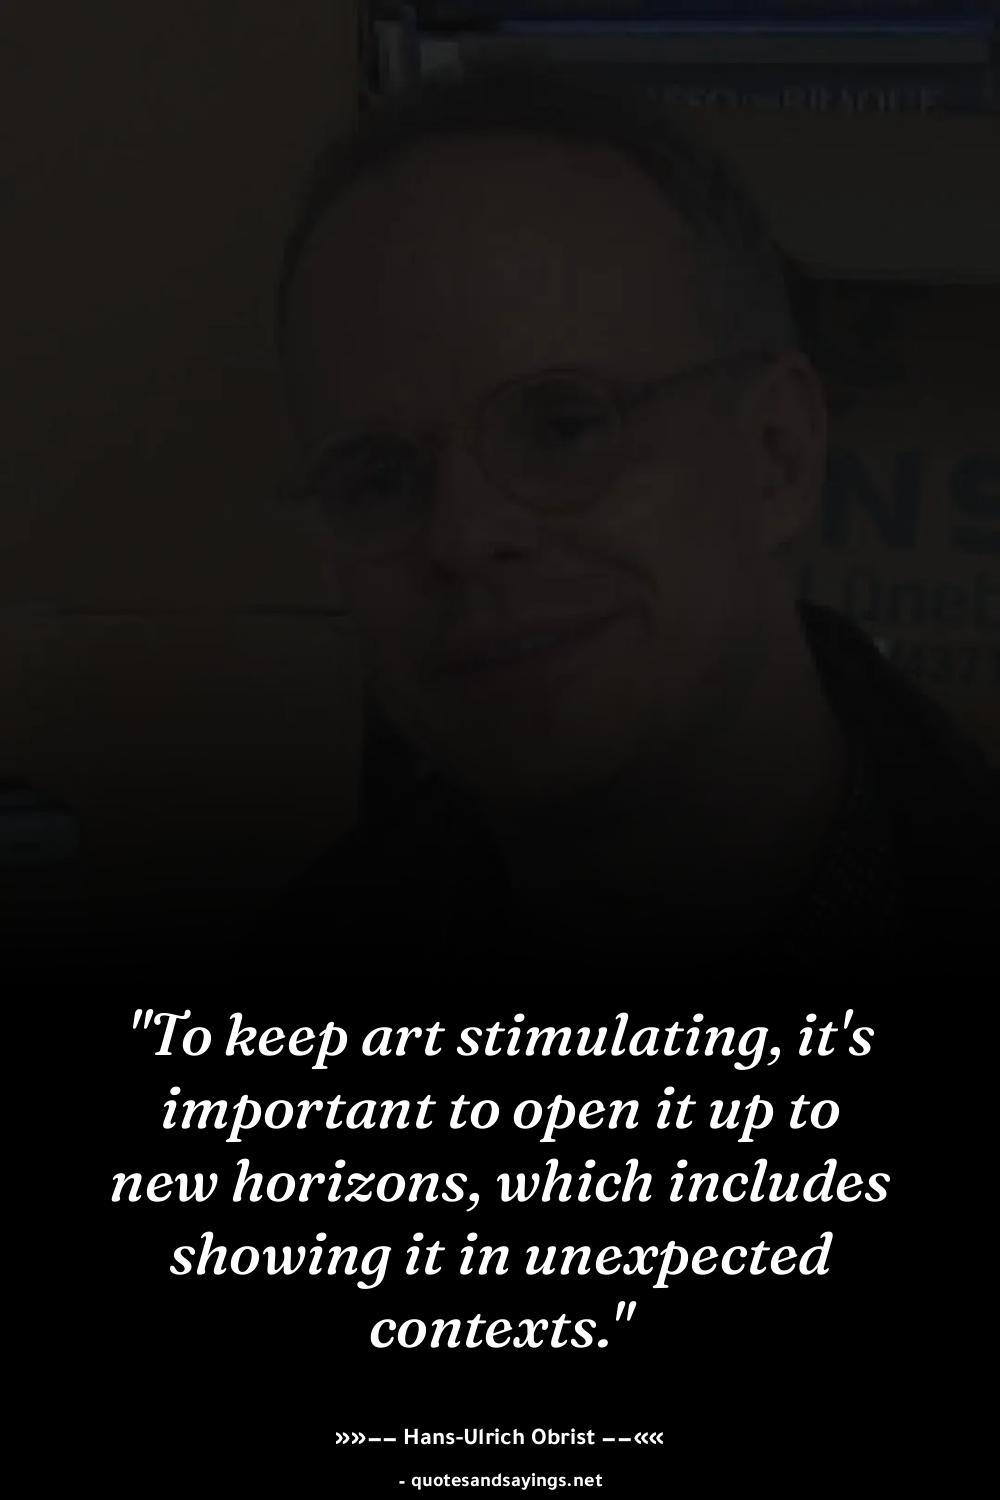 "To keep art stimulating, it's
important to open it up to
new horizons, which includes
showing it in unexpected
contexts."
»»–– Hans-Ulrich Obrist ––««
- quotesandsayings.net